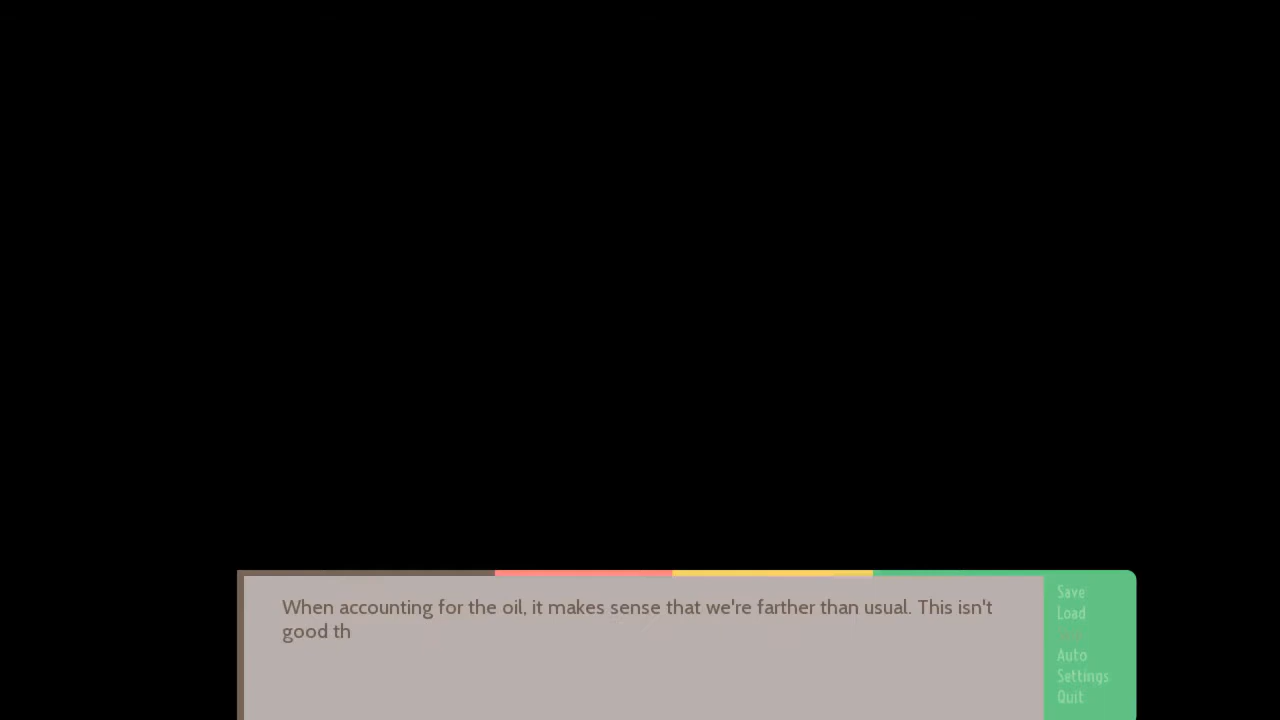 When accounting for the oil, it makes sense that we're farther than usual. This isn't
good th
Save
Load
Auto
Settings
Quit